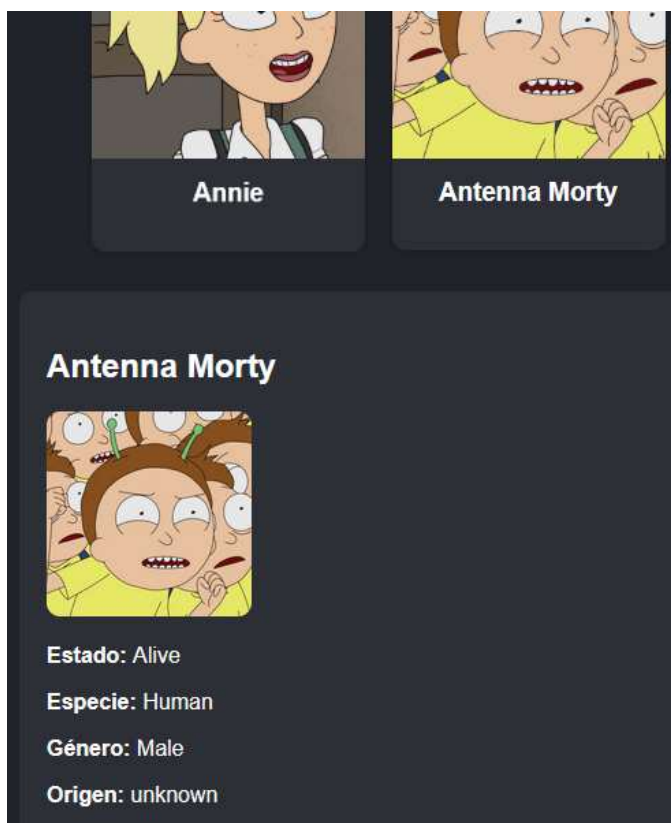 Annie
Antenna Morty
Antenna Morty
Estado: Alive
Especie: Human
Género: Male
Origen: unknown